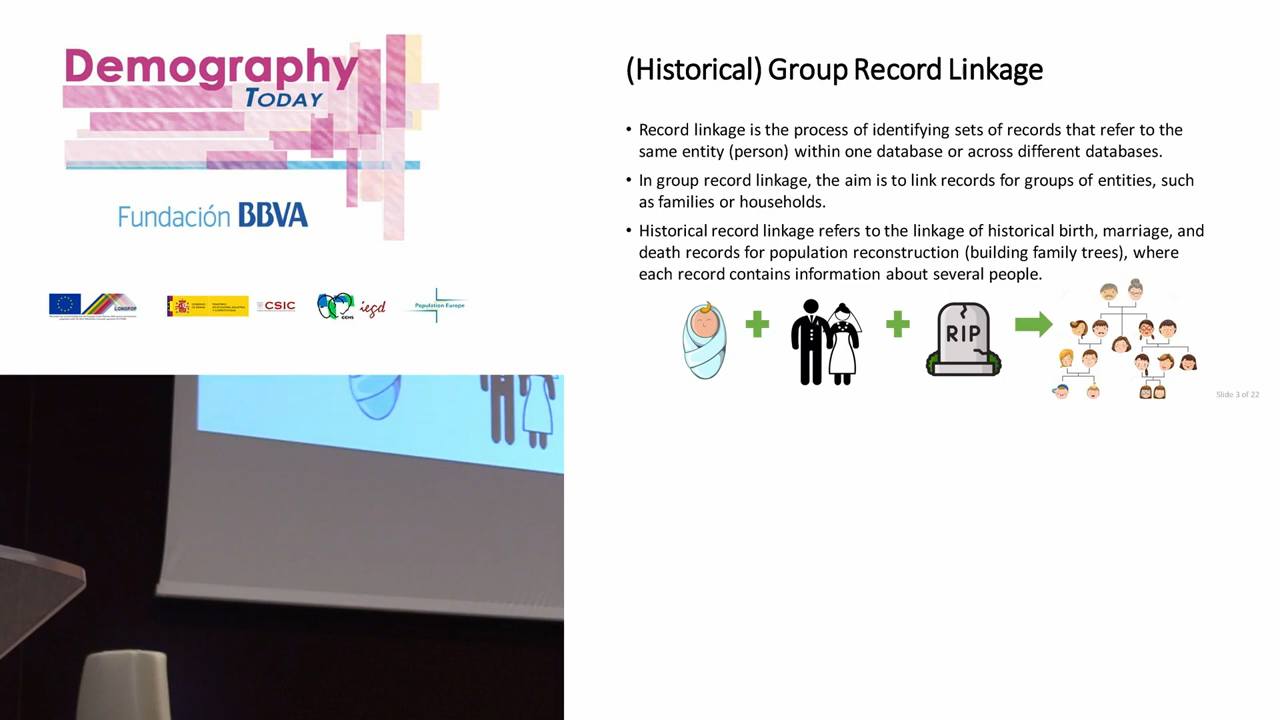 Demography
TODAY
Fundación BBVA
LONGPOP
CSIC
CCHS
iegd
Population Europe
(Historical) Group Record Linkage
• Record linkage is the process of identifying sets of records that refer to the
same entity (person) within one database or across different databases.
• In group record linkage, the aim is to link records for groups of entities, such
as families or households.
• Historical record linkage refers to the linkage of historical birth, marriage, and
death records for population reconstruction (building family trees), where
each record contains information about several people.
RIP
Slide 3 of 22